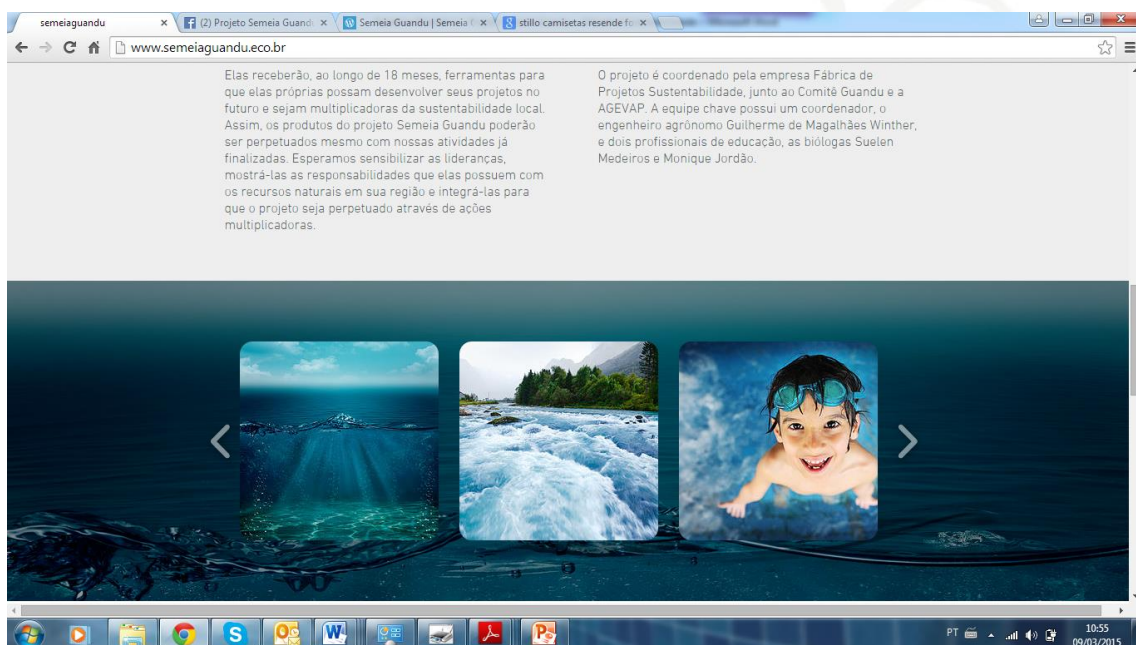 semeiaguandu
(2) Projeto Semeia Guand
Semeia Guandu | Semeia
stillo camisetas resende fo
www.semeiaguandu.eco.br
Elas receberão, ao longo de 18 meses, ferramentas para
que elas próprias possam desenvolver seus projetos no
futuro e sejam multiplicadoras da sustentabilidade local.
Assim, os produtos do projeto Semeia Guandu poderão
ser perpetuados mesmo com nossas atividades já
finalizadas. Esperamos sensibilizar as lideranças,
mostrá-las as responsabilidades que elas possuem com
os recursos naturais em sua região e integrá-las para
que o projeto seja perpetuado através de ações
multiplicadoras.
O projeto é coordenado pela empresa Fábrica de
Projetos Sustentabilidade, junto ao Comitê Guandu e a
AGEVAP. A equipe chave possui um coordenador, o
engenheiro agrônomo Guilherme de Magalhães Winther,
e dois profissionais de educação, as biólogas Suelen
Medeiros e Monique Jordão.
PT
10:55
09/03/2015